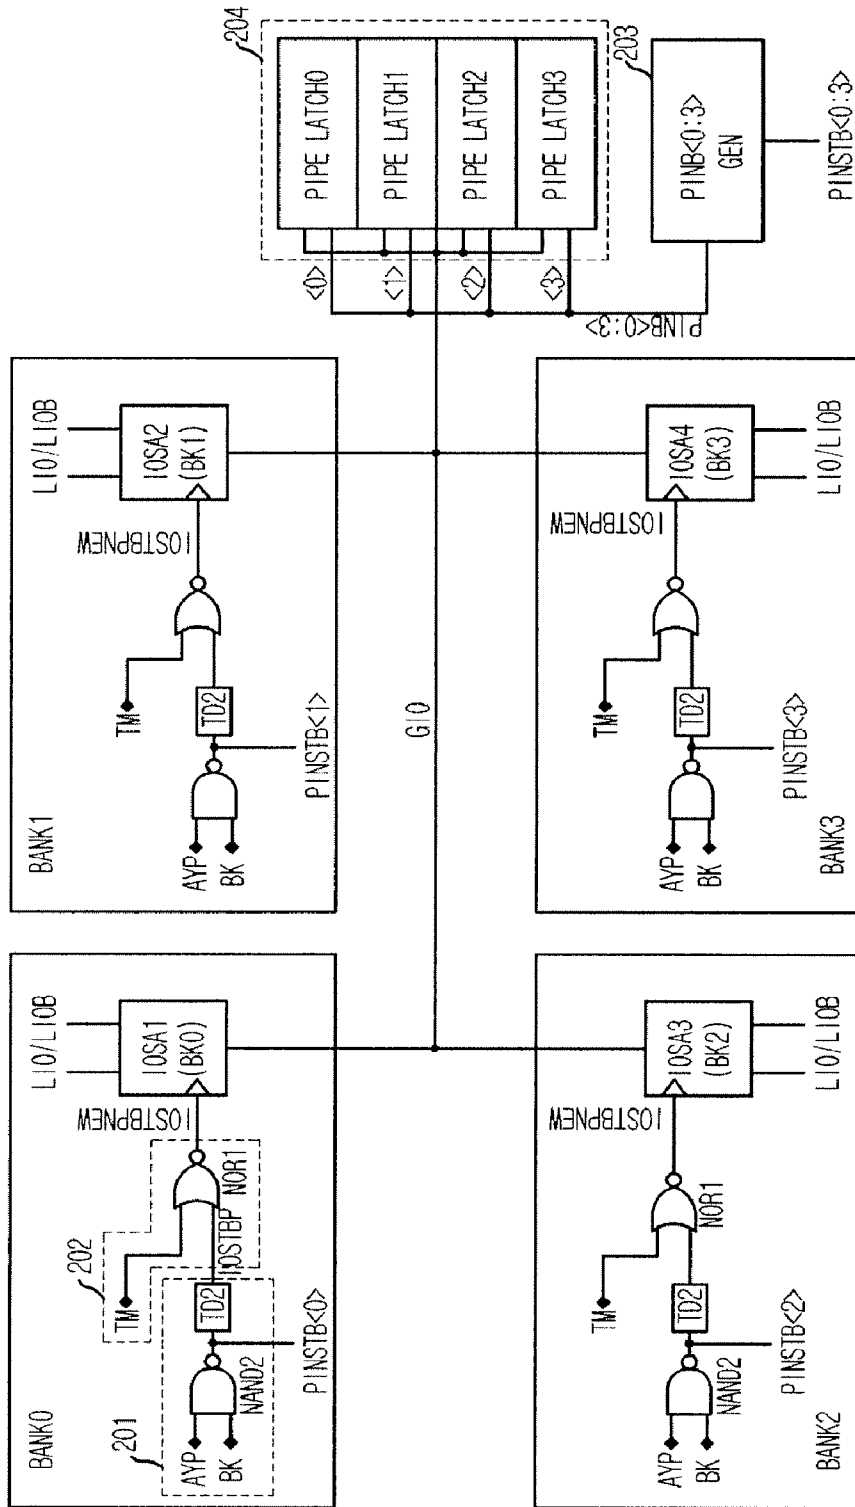 BANK0
201
AYP
BK
NAND2
PINSTB<0>
TD2
202
TM
IOSTBP
NOR1
IOSTBPNEW
LIO/LIOB
IOSA1
(BK0)
BANK1
AYP
BK
PINSTB<1>
TD2
TM
IOSTBPNEW
LIO/LIOB
IOSA2
(BK1)
GIO
BANK2
AYP
BK
NAND2
PINSTB<2>
TD2
TM
NOR1
IOSTBPNEW
IOSA3
(BK2)
LIO/LIOB
BANK3
AYP
BK
PINSTB<3>
TD2
TM
IOSTBPNEW
IOSA4
(BK3)
LIO/LIOB
204
PIPE LATCH0
PIPE LATCH1
PIPE LATCH2
PIPE LATCH3
<0>
<1>
<2>
<3>
PINB<0:3>
203
PINB<0:3>
GEN
PINSTB<0:3>